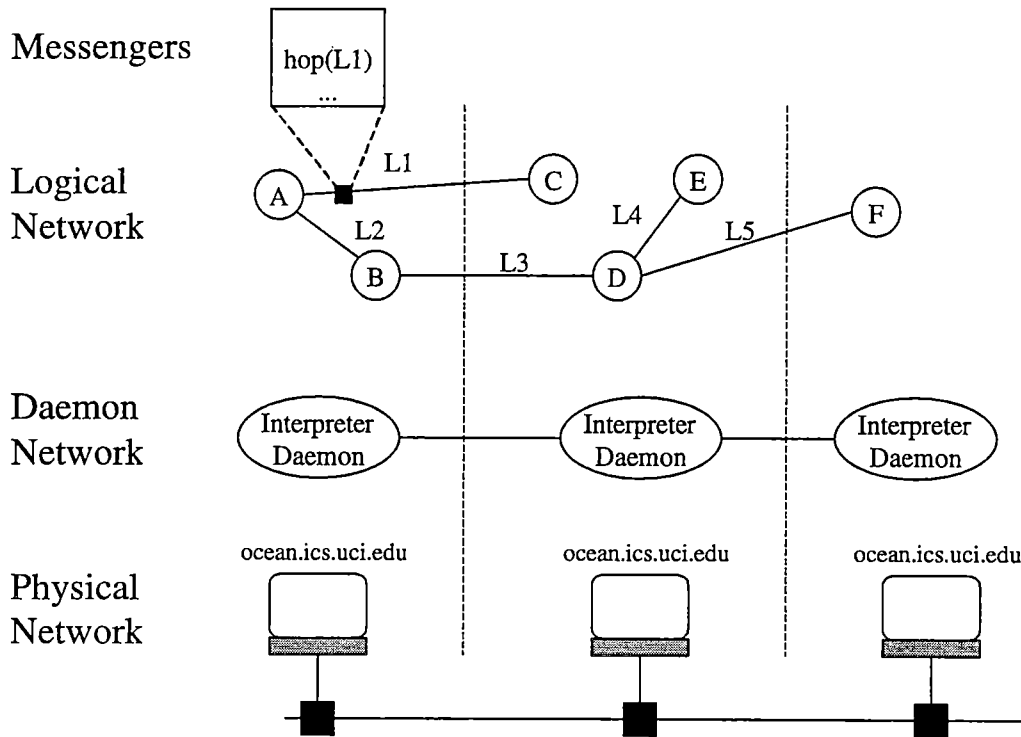 Messengers
hop(L1)
...
Logical
Network
L1
A
C
E
F
L2
L4
L5
B
L3
D
Daemon
Network
Interpreter
Daemon
Interpreter
Daemon
Interpreter
Daemon
ocean.ics.uci.edu
ocean.ics.uci.edu
ocean.ics.uci.edu
Physical
Network